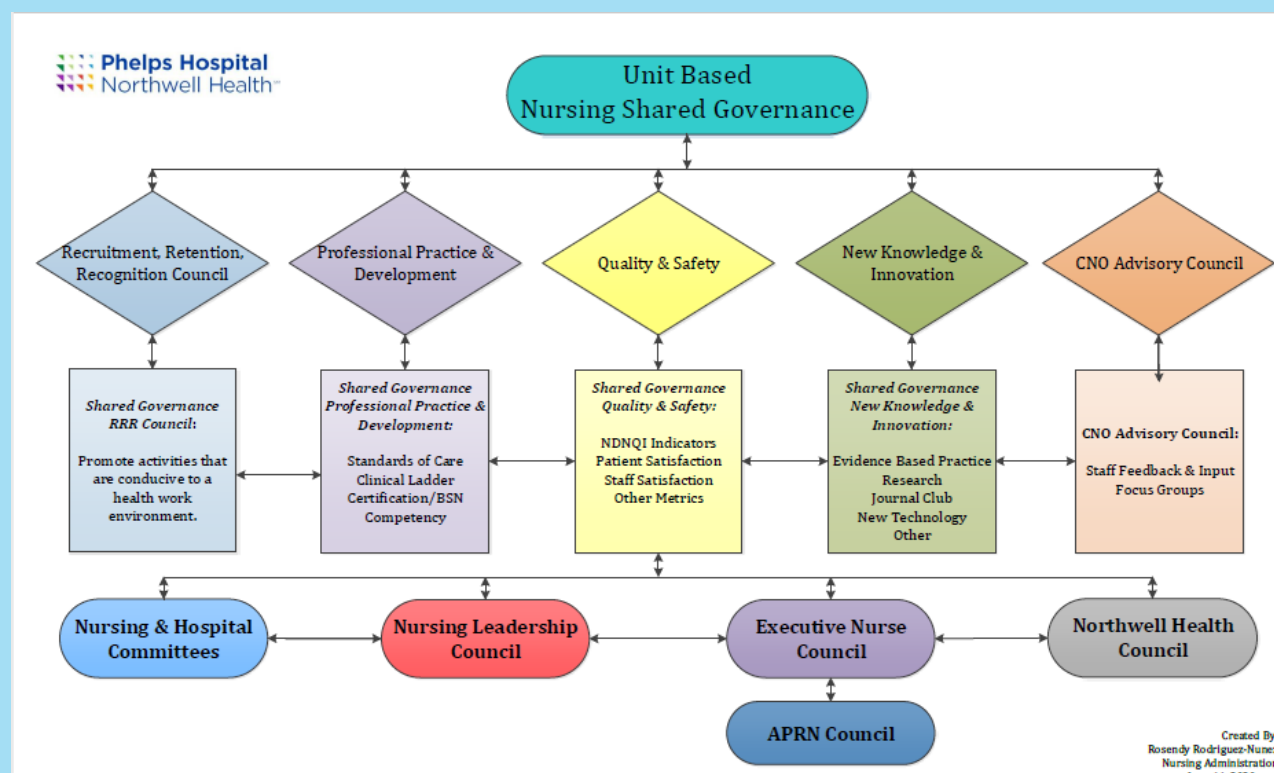 Phelps Hospital
Northwell Health
Unit Based
Nursing Shared Governance
Recruitment, Retention,
Recognition Council
Professional Practice &
Development
Quality & Safety
New Knowledge &
Innovation
CNO Advisory Council
Shared Governance
RRR Council:
Promote activities that
are conducive to a
health work
environment.
Shared Governance
Professional Practice &
Development:
Standards of Care
Clinical Ladder
Certification/BSN
Competency
Shared Governance
Quality & Safety:
NDNQI Indicators
Patient Satisfaction
Staff Satisfaction
Other Metrics
Shared Governance
New Knowledge &
Innovation:
Evidence Based Practice
Research
Journal Club
New Technology
Other
CNO Advisory Council:
Staff Feedback & Input
Focus Groups
Nursing & Hospital
Committees
Nursing Leadership
Council
Executive Nurse
Council
Northwell Health
Council
APRN Council
Created By
Rosendy Rodriguez-Nunez
Nursing Administration